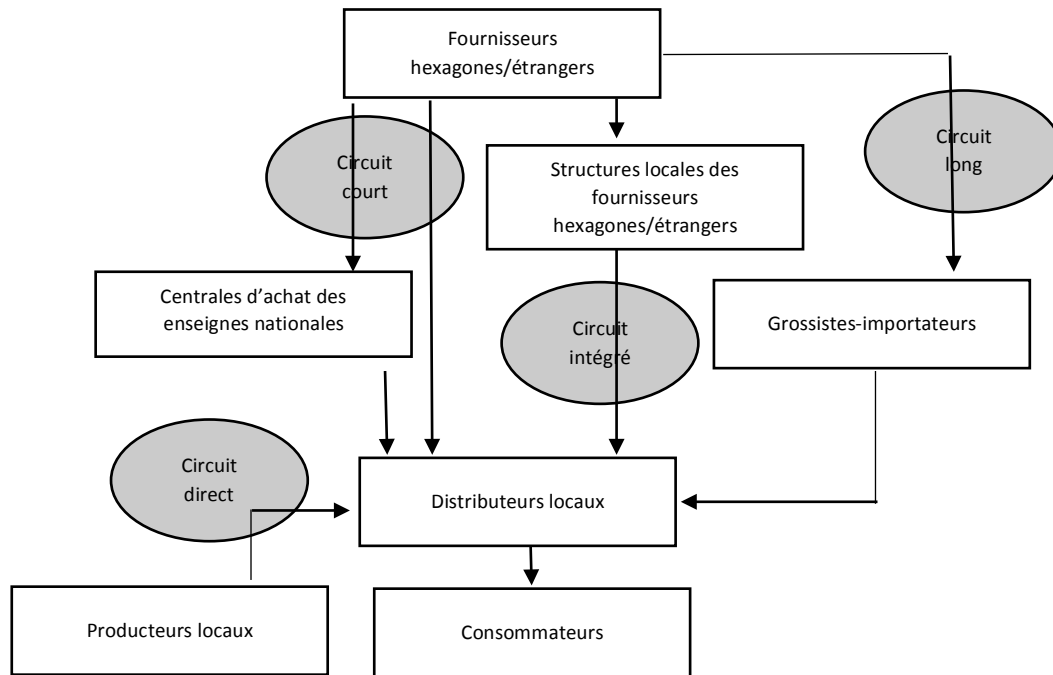 Fournisseurs
hexagones/étrangers
Circuit
court
Structures locales des
fournisseurs
hexagones/étrangers
Circuit
long
Centrales d'achat des
enseignes nationales
Circuit
intégré
Grossistes-importateurs
Circuit
direct
Distributeurs locaux
Producteurs locaux
Consommateurs